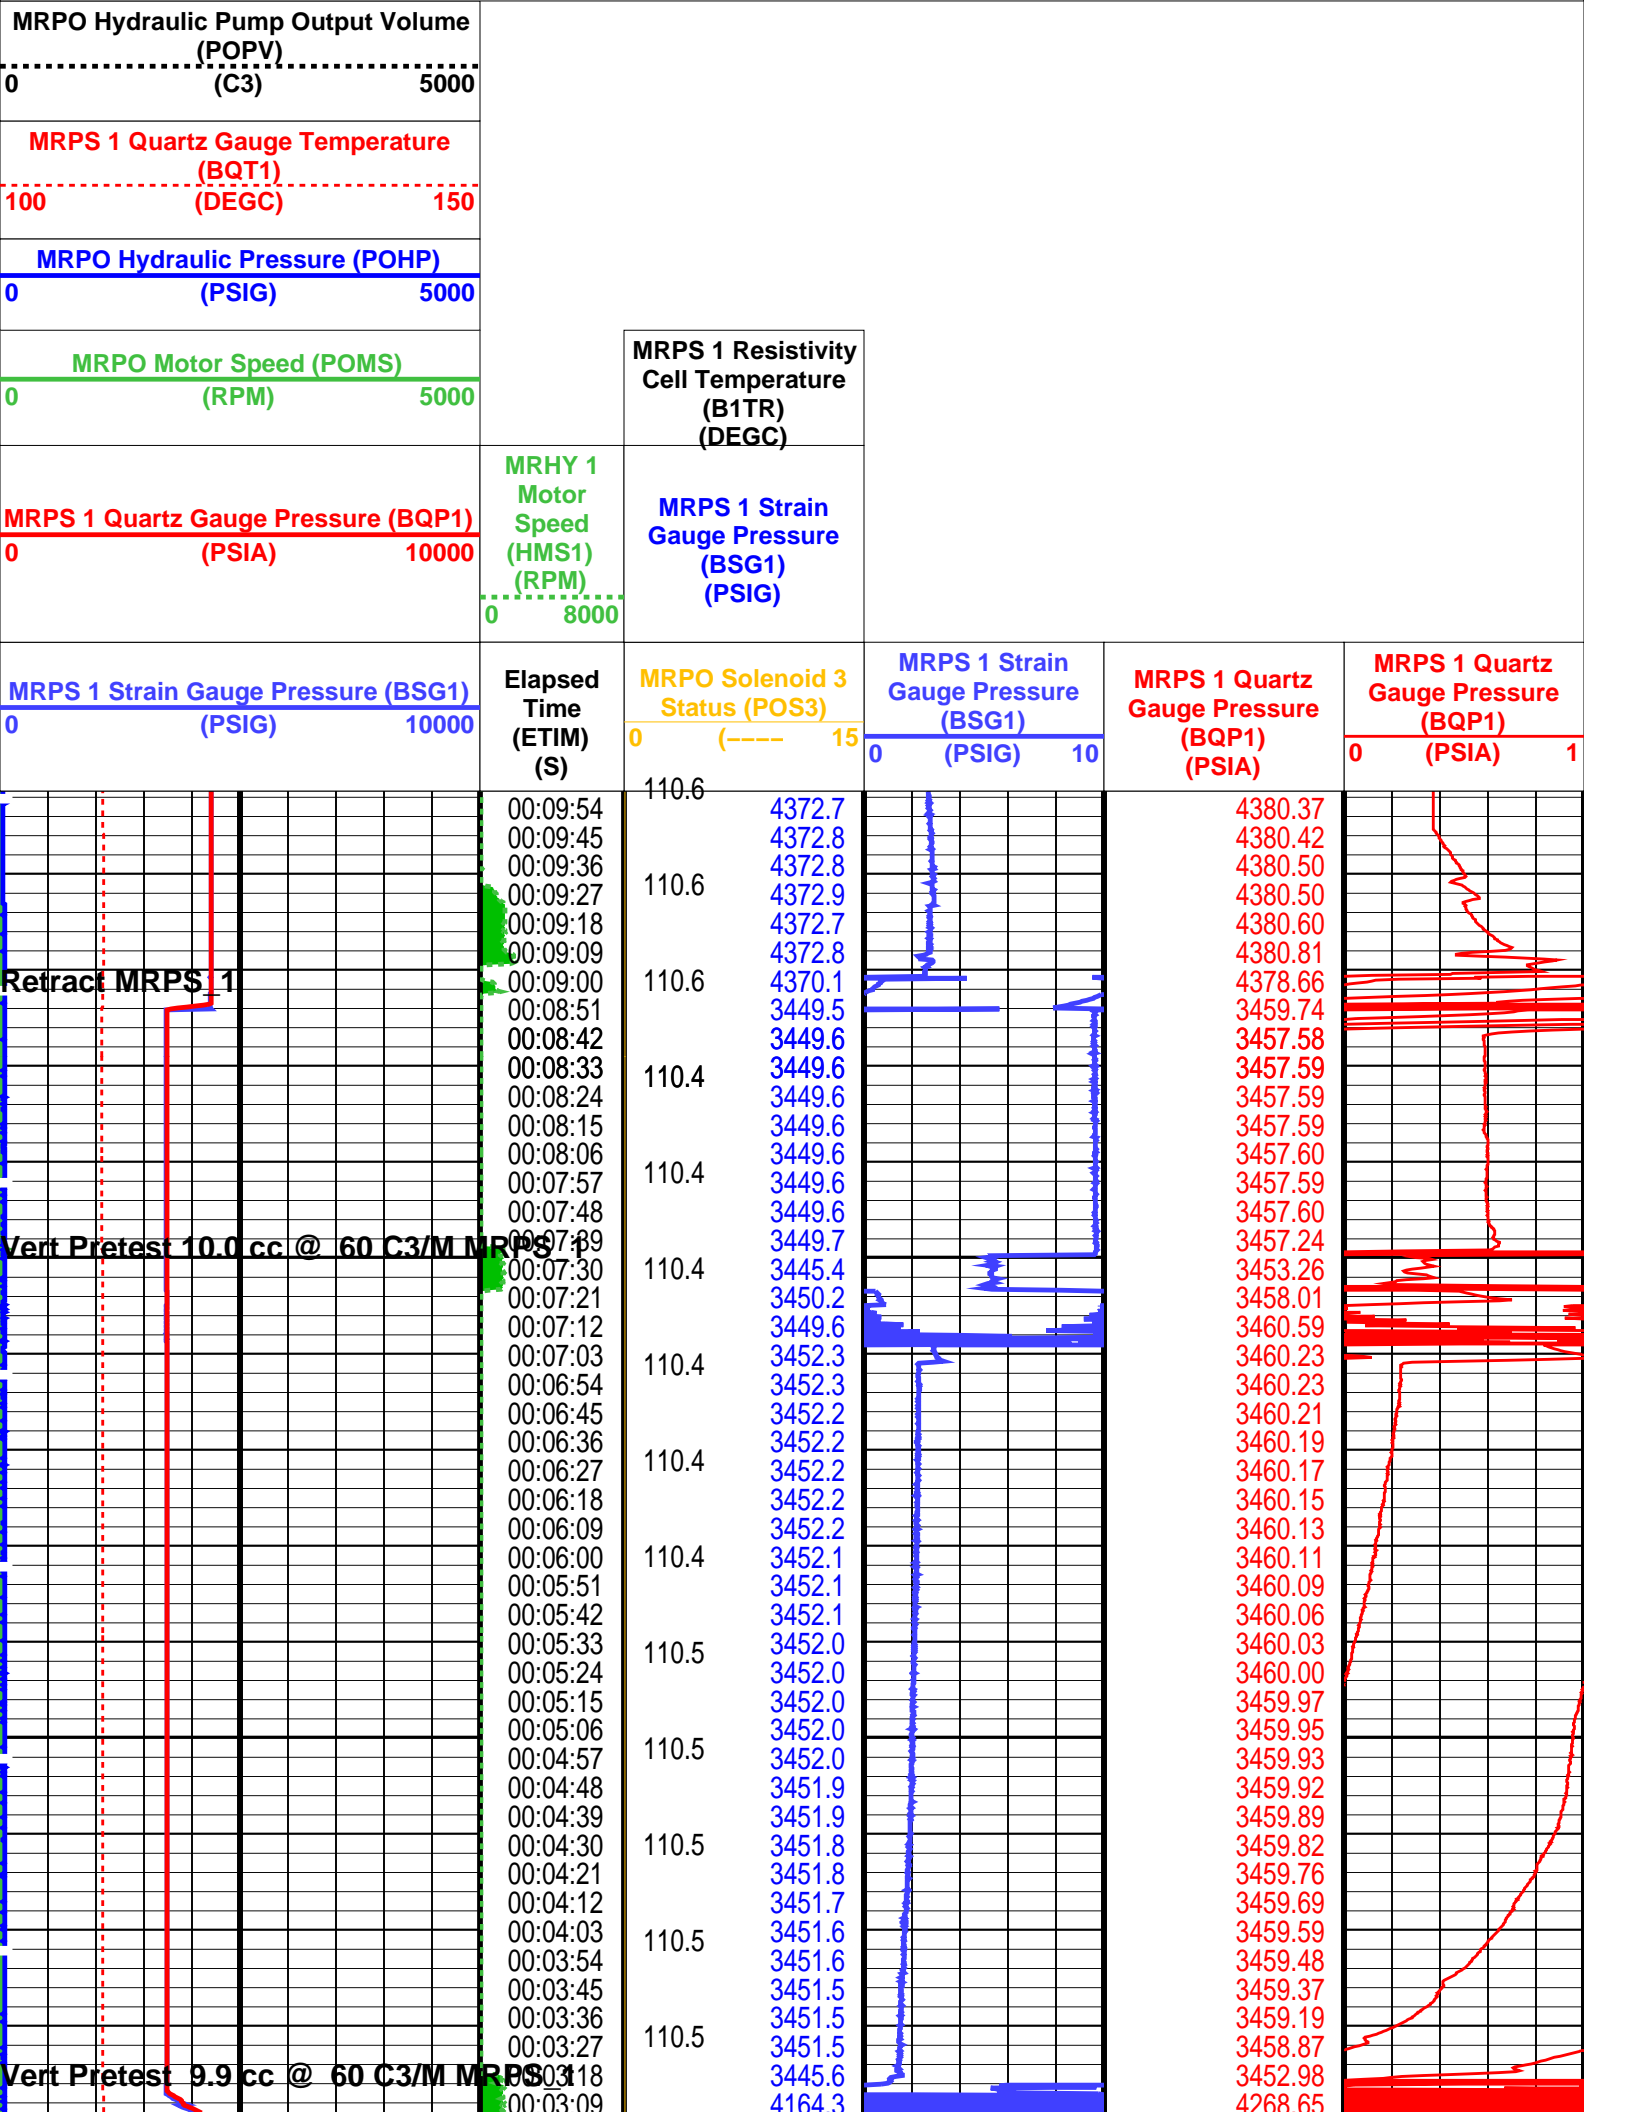 MRPO Hydraulic Pump Output Volume
(POPV)
0 (C3) 5000
MRPS 1 Quartz Gauge Temperature
(BQT1)
100 (DEGC) 150
MRPO Hydraulic Pressure (POHP)
0 (PSIG) 5000
MRPO Motor Speed (POMS)
0 (RPM) 5000
MRPS 1 Quartz Gauge Pressure (BQP1)
0 (PSIA) 10000
MRPS 1 Strain Gauge Pressure (BSG1)
0 (PSIG) 10000
MRHY 1
Motor
Speed
(HMS1)
(RPM)
0 8000
Elapsed
Time
(ETIM)
(S)
MRPS 1 Resistivity
Cell Temperature
(B1TR)
(DEGC)
MRPS 1 Strain
Gauge Pressure
(BSG1)
(PSIG)
MRPO Solenoid 3
Status (POS3)
0 (---- 15
MRPS 1 Strain
Gauge Pressure
(BSG1)
0 (PSIG) 10
MRPS 1 Quartz
Gauge Pressure
(BQP1)
(PSIA)
MRPS 1 Quartz
Gauge Pressure
(BQP1)
0 (PSIA) 1
110.6
00:09:54 4372.7 4380.37
00:09:45 4372.8 4380.42
00:09:36 4372.8 4380.50
00:09:27 110.6 4372.9 4380.50
00:09:18 4372.7 4380.60
00:09:09 4372.8 4380.81
Retract MRPS_1 00:09:00 110.6 4370.1 4378.66
00:08:51 3449.5 3459.74
00:08:42 3449.6 3457.58
00:08:33 110.4 3449.6 3457.59
00:08:24 3449.6 3457.59
00:08:15 3449.6 3457.59
00:08:06 3449.6 3457.60
00:07:57 110.4 3449.6 3457.59
00:07:48 3449.6 3457.60
Vert Pretest 10.0 cc @ 60 C3/M MRPS_1 00:07:39 3449.7 3457.24
00:07:30 110.4 3445.4 3453.26
00:07:21 3450.2 3458.01
00:07:12 3449.6 3460.59
00:07:03 110.4 3452.3 3460.23
00:06:54 3452.3 3460.23
00:06:45 3452.2 3460.21
00:06:36 3452.2 3460.19
00:06:27 110.4 3452.2 3460.17
00:06:18 3452.2 3460.15
00:06:09 3452.2 3460.13
00:06:00 110.4 3452.1 3460.11
00:05:51 3452.1 3460.09
00:05:42 3452.1 3460.06
00:05:33 110.5 3452.0 3460.03
00:05:24 3452.0 3460.00
00:05:15 3452.0 3459.97
00:05:06 3452.0 3459.95
00:04:57 110.5 3452.0 3459.93
00:04:48 3451.9 3459.92
00:04:39 3451.9 3459.89
00:04:30 110.5 3451.8 3459.82
00:04:21 3451.8 3459.76
00:04:12 3451.7 3459.69
00:04:03 110.5 3451.6 3459.59
00:03:54 3451.6 3459.48
00:03:45 3451.5 3459.37
00:03:36 3451.5 3459.19
00:03:27 110.5 3451.5 3458.87
Vert Pretest 9.9 cc @ 60 C3/M MRPS_1 00:03:18 3445.6 3452.98
00:03:09 4164.3 4268.65